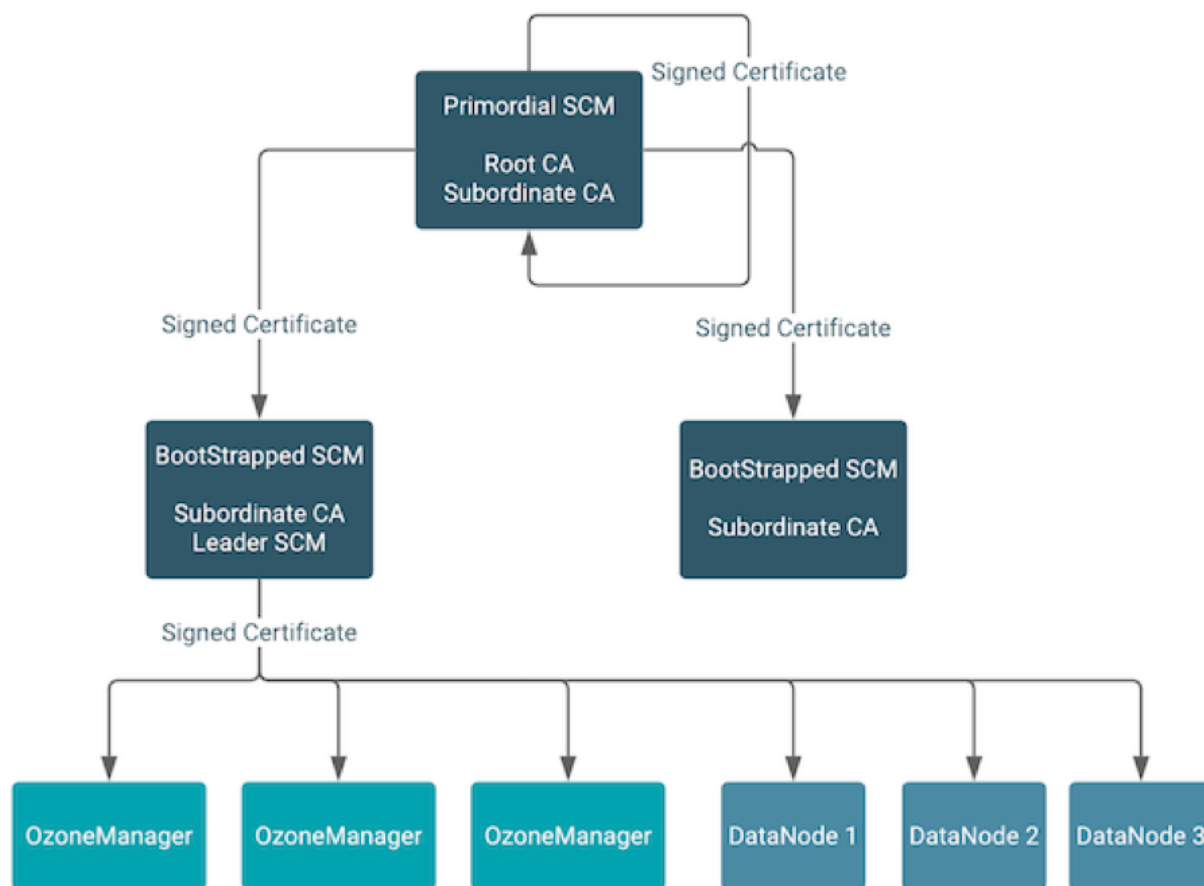 Signed Certificate
Primordial SCM
Root CA
Subordinate CA
Signed Certificate
Signed Certificate
BootStrapped SCM
Subordinate CA
Leader SCM
BootStrapped SCM
Subordinate CA
Signed Certificate
OzoneManager
OzoneManager
OzoneManager
DataNode 1
DataNode 2
DataNode 3